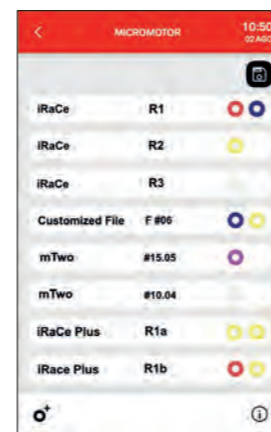 MICROMOTOR 10:50
02 AGO
iRaCe R1
iRaCe R2
iRaCe R3
Customized File F #06
mTwo #15.05
mTwo #10.04
iRaCe Plus R1a
iRace Plus R1b